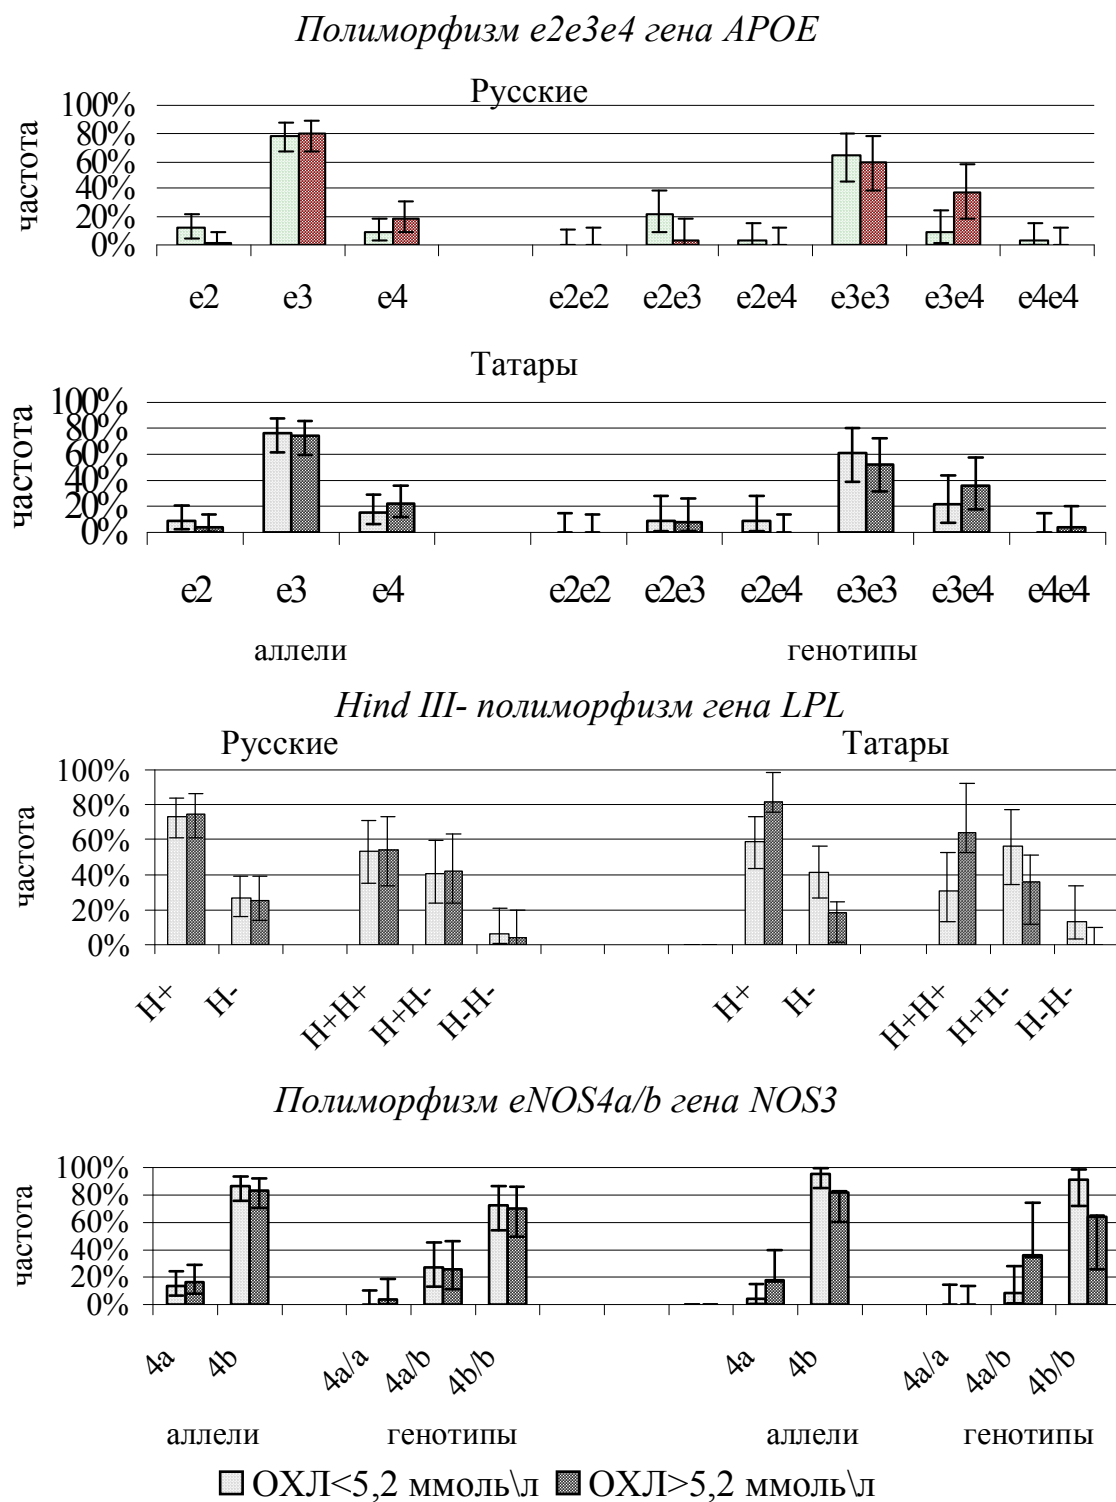 Полиморфизм e2e3e4 гена APOE
Русские
частота
100%
80%
60%
40%
20%
0%
e2 e3 e4 e2e2 e2e3 e2e4 e3e3 e3e4 e4e4
Татары
частота
100%
80%
60%
40%
20%
0%
e2 e3 e4 e2e2 e2e3 e2e4 e3e3 e3e4 e4e4
аллели генотипы
Hind III- полиморфизм гена LPL
Русские Татары
частота
100%
80%
60%
40%
20%
0%
H+ H- H+H+ H+H- H-H- H+ H- H+H+ H+H- H-H-
Полиморфизм eNOS4a/b гена NOS3
частота
100%
80%
60%
40%
20%
0%
4a 4b 4a/a 4a/b 4b/b 4a 4b 4a/a 4a/b 4b/b
аллели генотипы аллели генотипы
ОХЛ<5,2 ммоль\л ОХЛ>5,2 ммоль\л